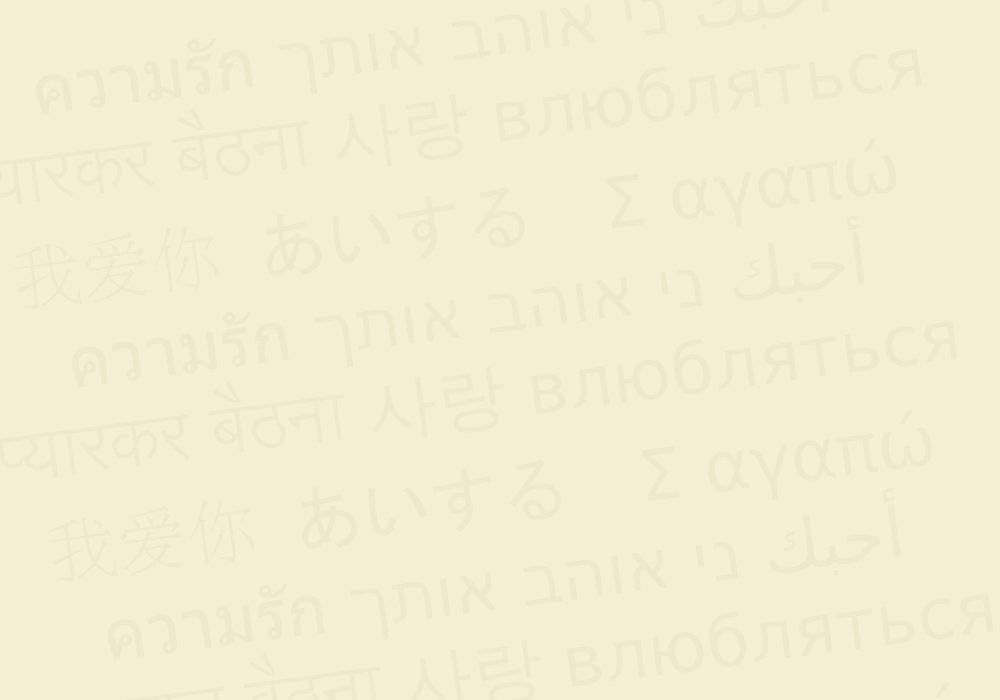 ความรัก ני אוהב אותך أحبك
प्यारकर बेठना 사랑 влюбляться
我爱你 あいする Σ αγαπώ
ความรัก ני אוהב אותך أحبك
प्यारकर बेठना 사랑 влюбляться
我爱你 あいする Σ αγαπώ
ความรัก ני אוהב אותך أحبك
बेठना 사랑 влюбляться